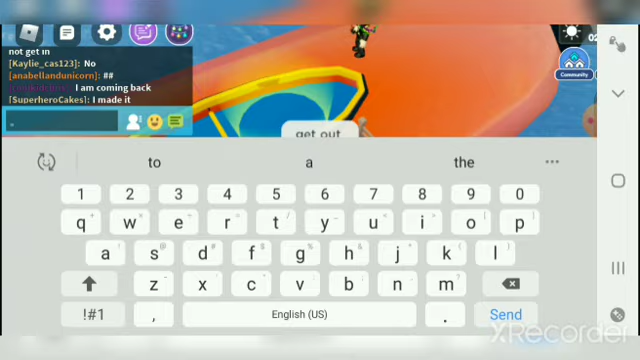 not get in
[Kaylie_cas123]: No
[anabellandunicorn]: ##
I am coming back
[SuperheroCakes]: I made it
get out
02
Community
to a the
1 2 3 4 5 6 7 8 9 0
q w e r t y u i o p
a s d f g h j k l
z x c v b n m
!#1 , English (US) . Send
XRecorder